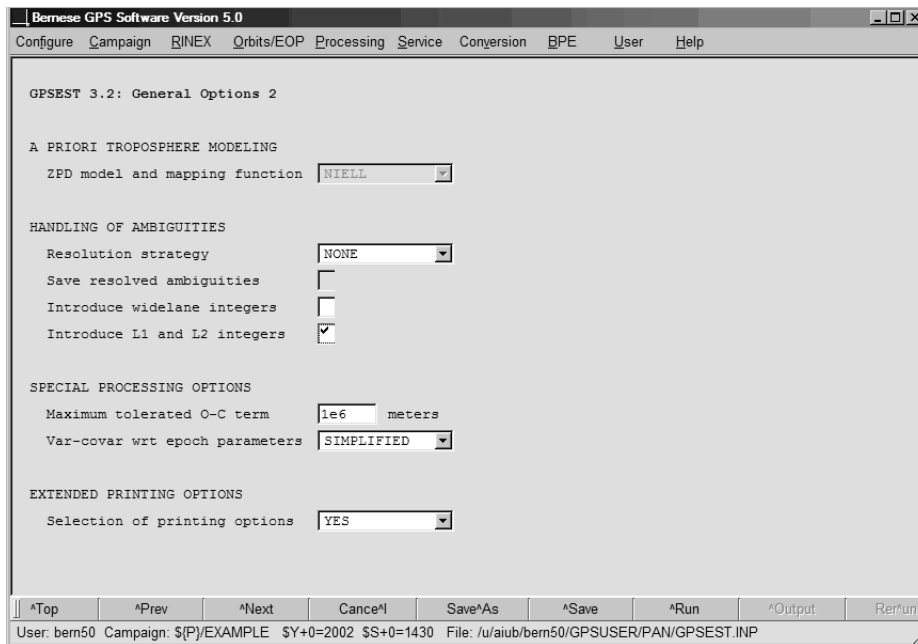 Bernese GPS Software Version 5.0
Configure Campaign RINEX Orbits/EOP Processing Service Conversion BPE User Help
GPSEST 3.2: General Options 2
A PRIORI TROPOSPHERE MODELING
ZPD model and mapping function NIELL
HANDLING OF AMBIGUITIES
Resolution strategy NONE
Save resolved ambiguities
Introduce widelane integers
Introduce L1 and L2 integers
SPECIAL PROCESSING OPTIONS
Maximum tolerated O-C term 1e6 meters
Var-covar wrt epoch parameters SIMPLIFIED
EXTENDED PRINTING OPTIONS
Selection of printing options YES
^Top ^Prev ^Next Cance^l Save^As ^Save ^Run ^Output Rer^un
User: bern50 Campaign: ${P}/EXAMPLE $Y+0=2002 $S+0=1430 File: /u/aiub/bern50/GPSUSER/PAN/GPSEST.INP